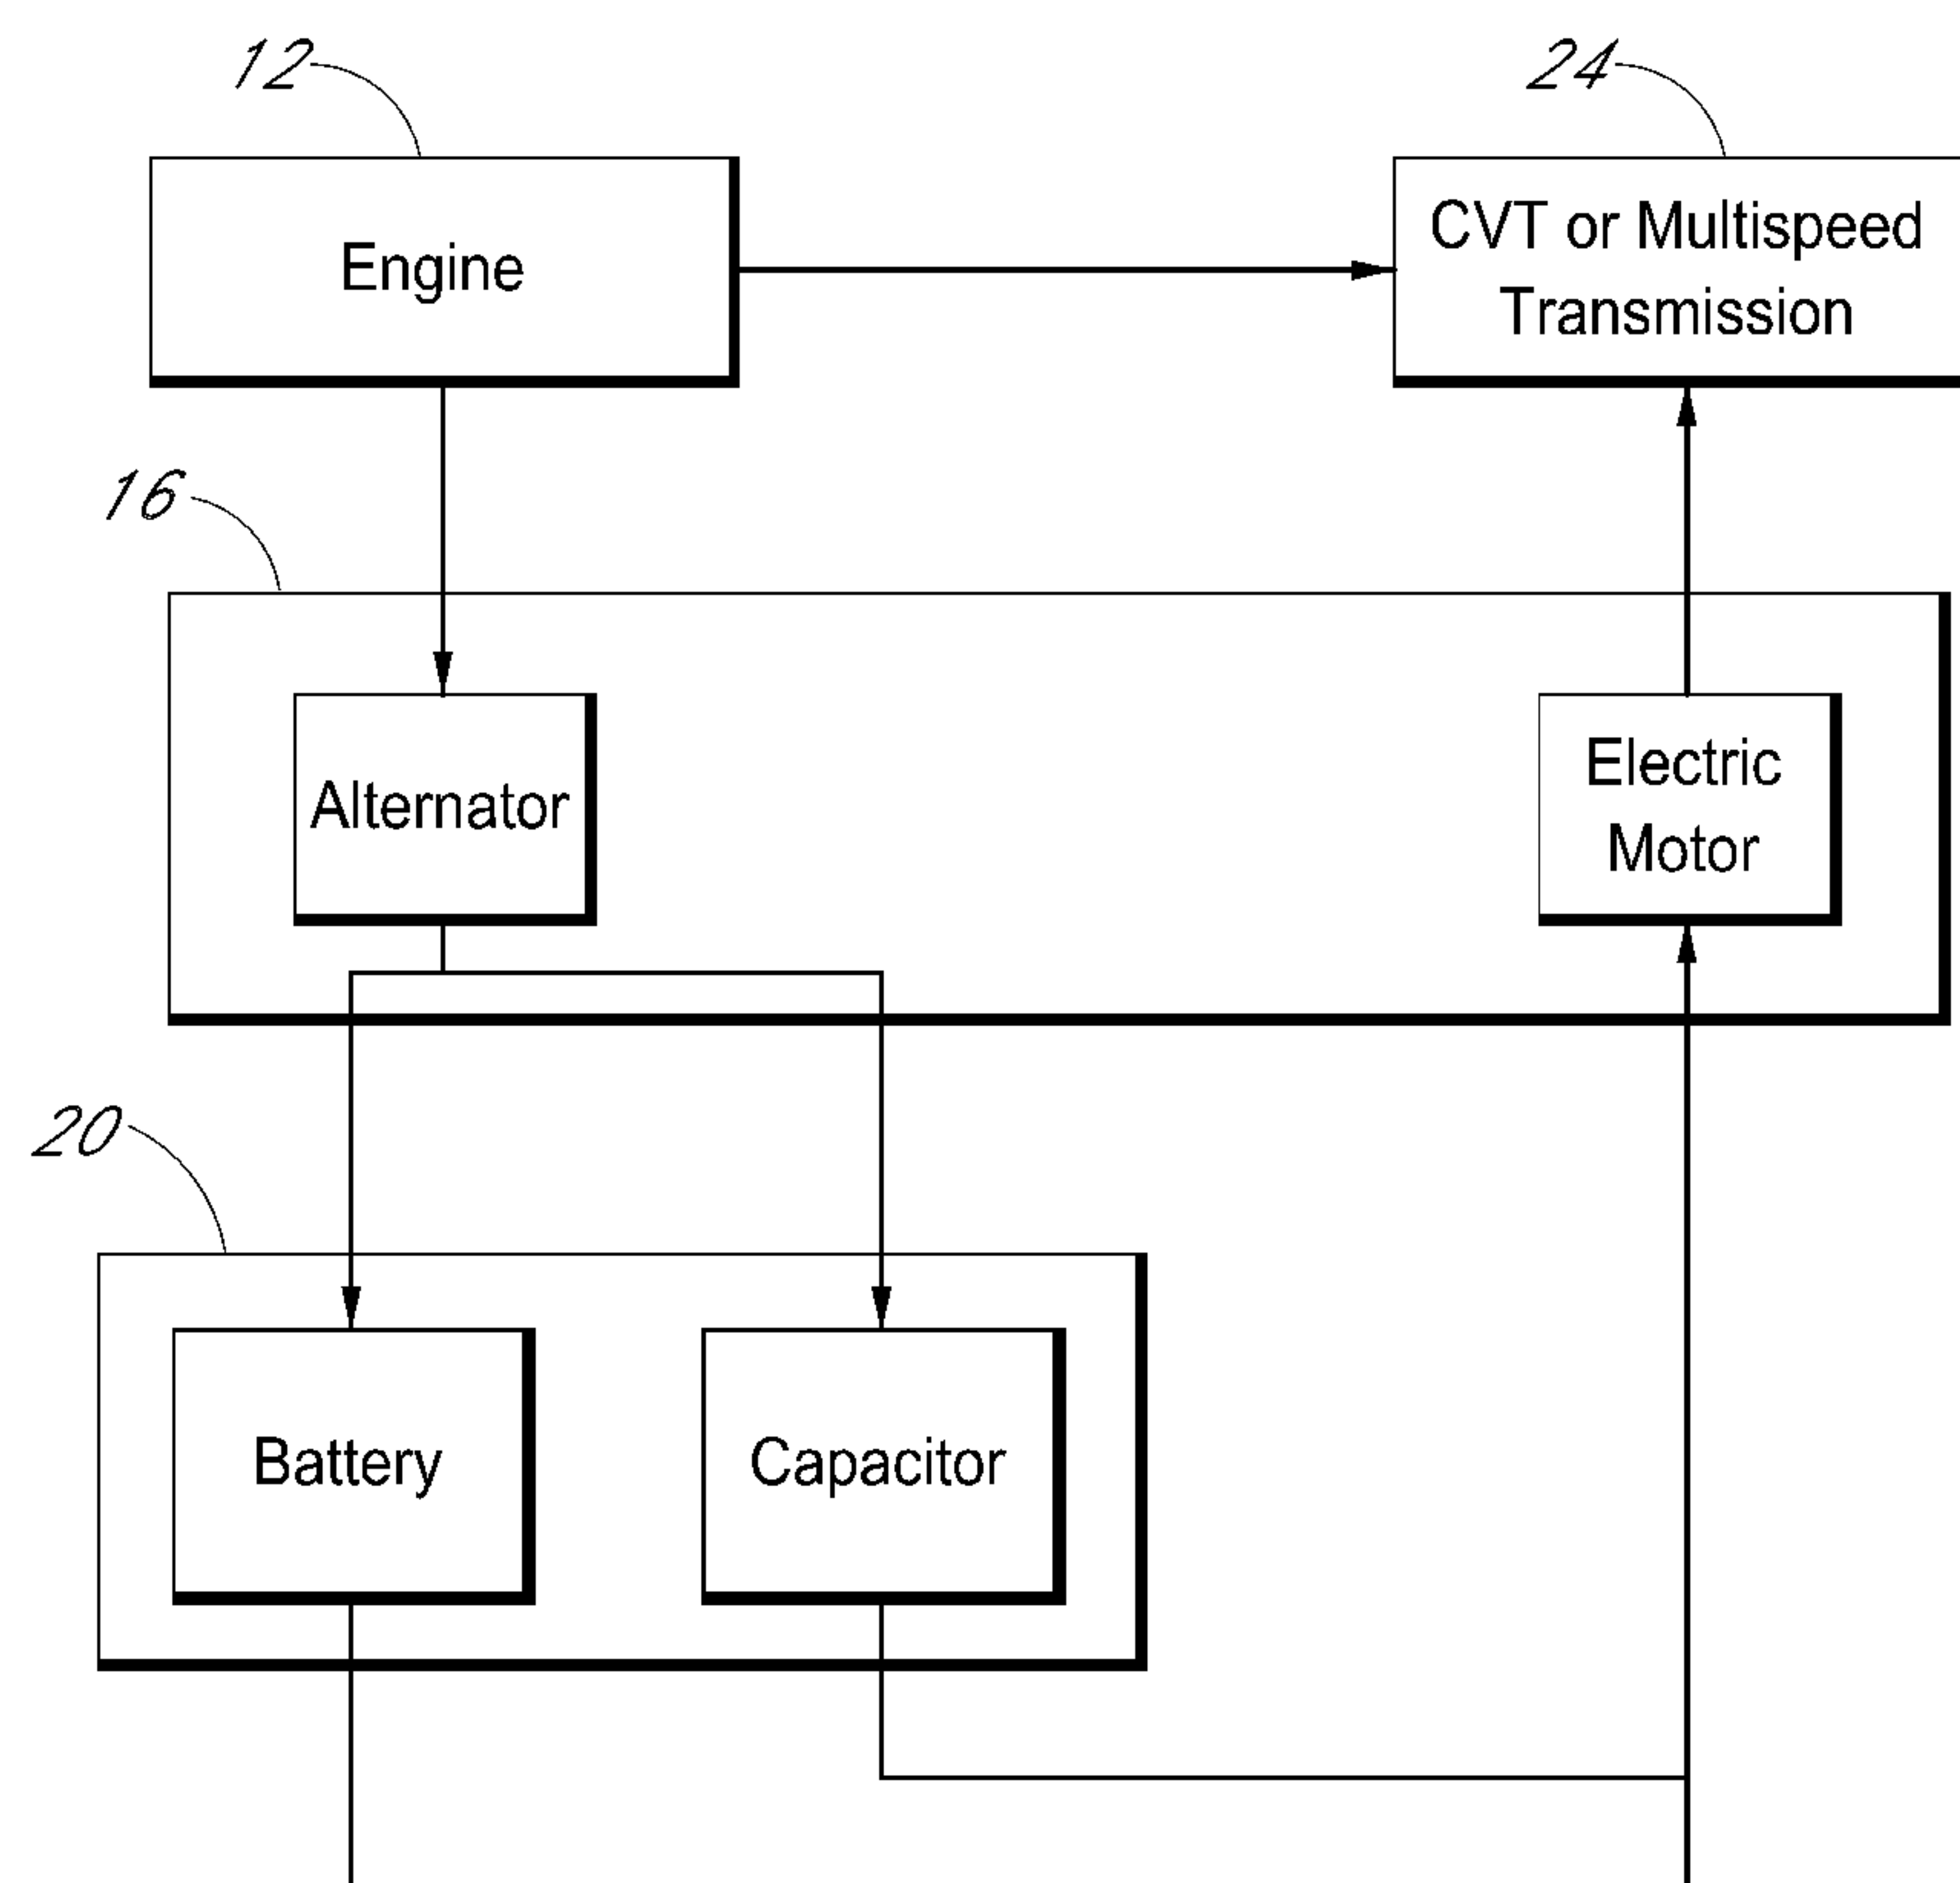 12
24
Engine
CVT or Multispeed
Transmission
16
Alternator
Electric
Motor
20
Battery
Capacitor